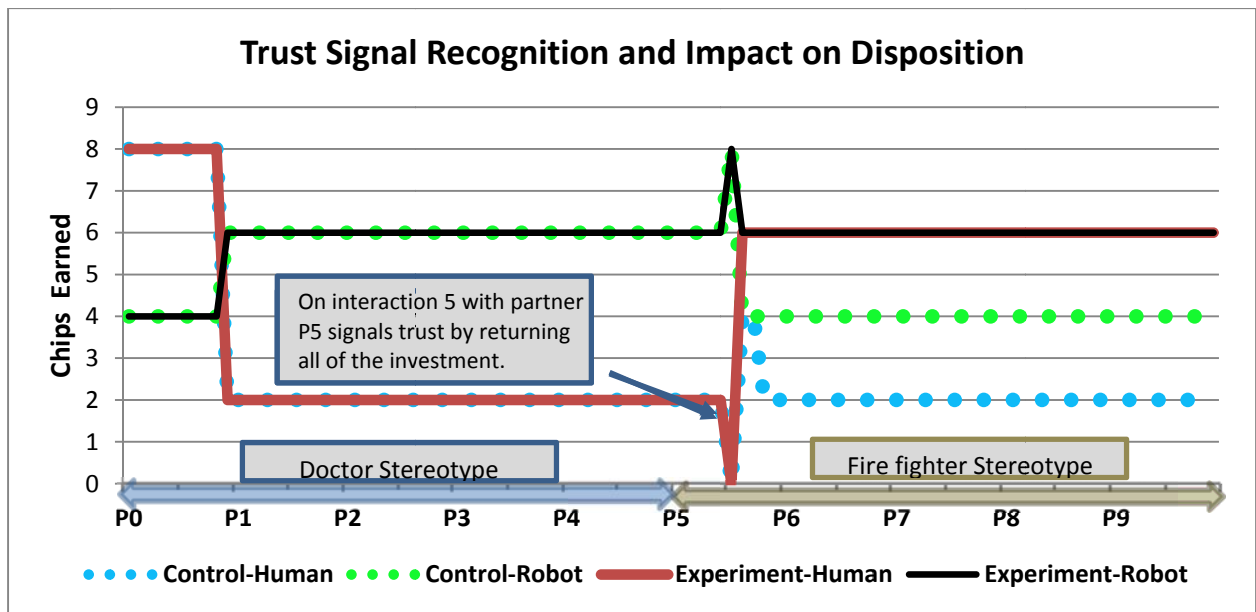 Trust Signal Recognition and Impact on Disposition
Chips Earned
9
8
7
6
5
4
3
2
1
0
On interaction 5 with partner
P5 signals trust by returning
all of the investment.
Doctor Stereotype
Fire fighter Stereotype
P0 P1 P2 P3 P4 P5 P6 P7 P8 P9
Control-Human Control-Robot Experiment-Human Experiment-Robot